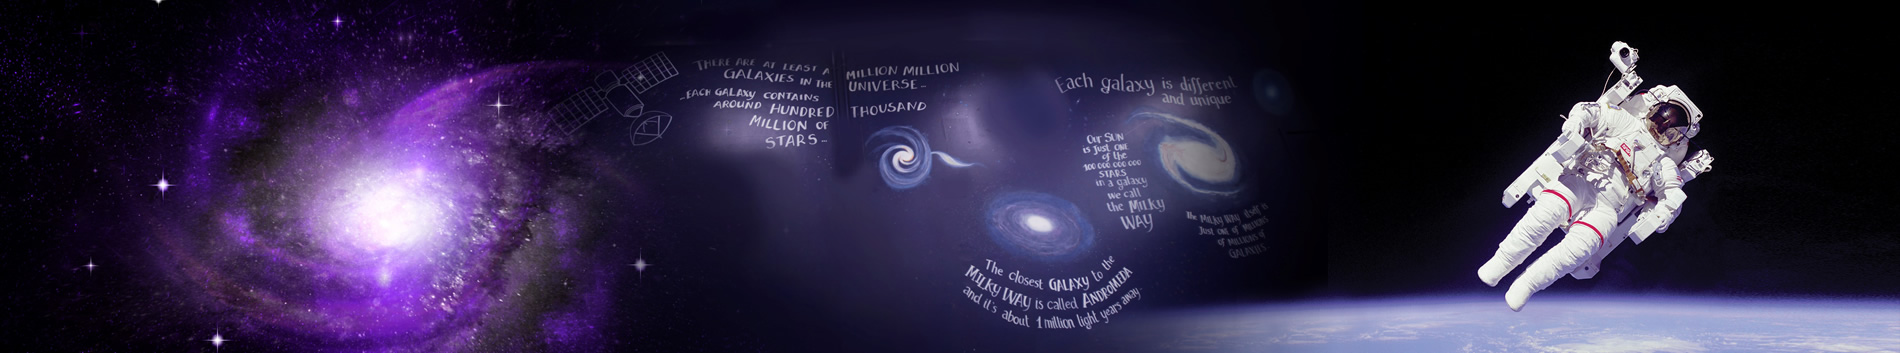 THERE ARE AT LEAST A MILLION MILLION
GALAXIES IN THE UNIVERSE_
_EACH GALAXY CONTAINS
AROUND HUNDRED THOUSAND
MILLION OF
STARS_
Each galaxy is different
and unique
Our SUN
is just ONE
of the
100 000 000 000
STARS
in a galaxy
we call
the MILKY
WAY
the MILKY WAY itself is
Just one of MILLIONS
of MILLIONS of
GALAXIES
The closest GALAXY to the
MILKY WAY is called ANDROMEDA
and it's about 1 million light years away